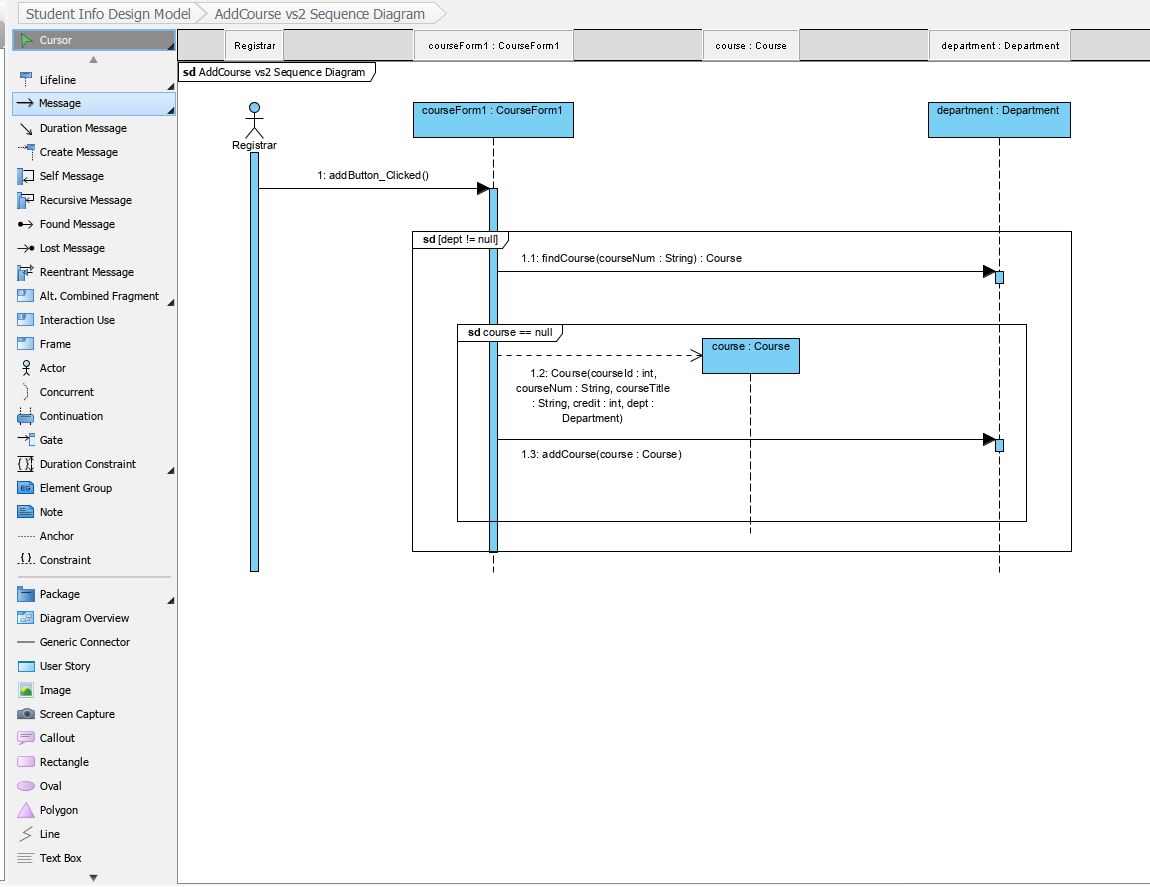 Student Info Design Model
AddCourse vs2 Sequence Diagram
Cursor
Lifeline
Message
Duration Message
Create Message
Self Message
Recursive Message
Found Message
Lost Message
Reentrant Message
Alt. Combined Fragment
Interaction Use
Frame
Actor
Concurrent
Continuation
Gate
Duration Constraint
Element Group
Note
Anchor
Constraint
Package
Diagram Overview
Generic Connector
User Story
Image
Screen Capture
Callout
Rectangle
Oval
Polygon
Line
Text Box
Registrar
courseForm1 : CourseForm1
course : Course
department : Department
sd AddCourse vs2 Sequence Diagram
Registrar
courseForm1 : CourseForm1
department : Department
1: addButton_Clicked()
sd [dept != null]
1.1: findCourse(courseNum : String) : Course
sd course == null
course : Course
1.2: Course(courseId : int,
courseNum : String, courseTitle
: String, credit : int, dept :
Department)
1.3: addCourse(course : Course)